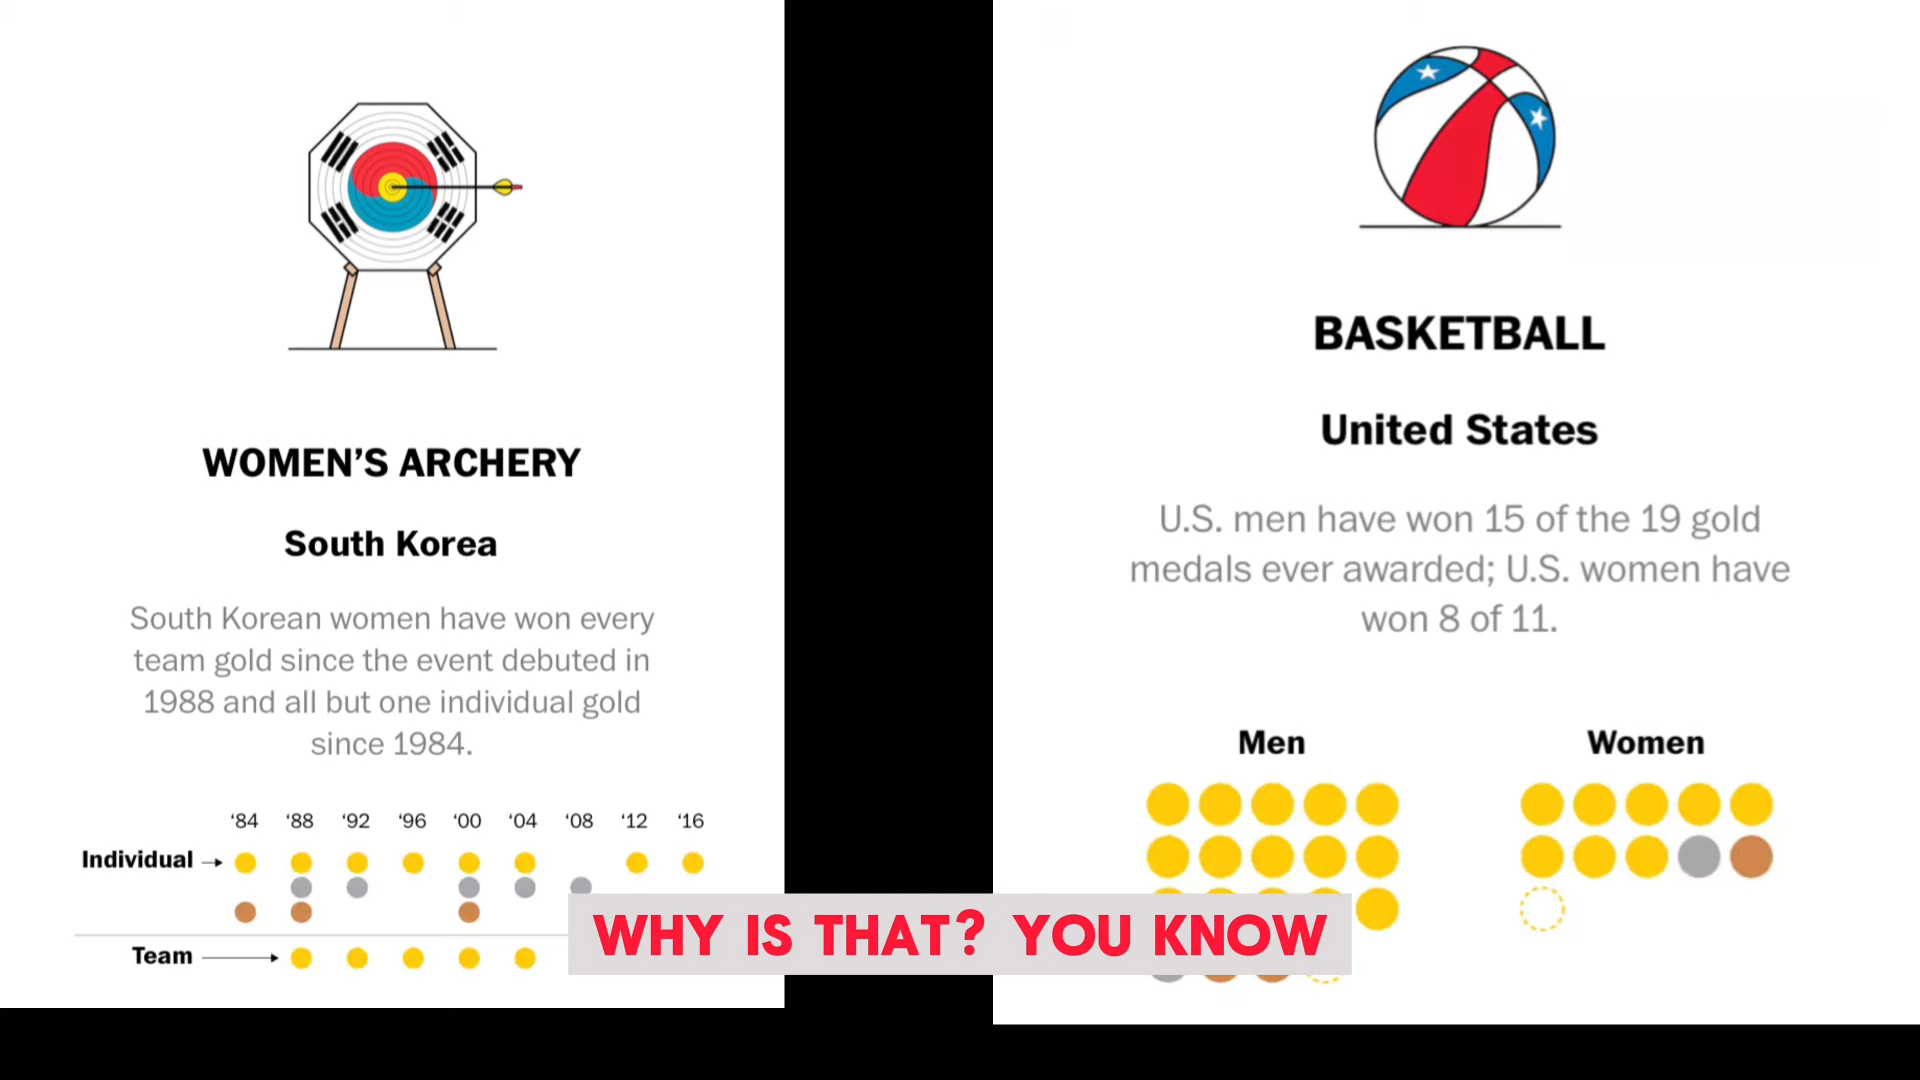 WOMEN’S ARCHERY
South Korea
South Korean women have won every
team gold since the event debuted in
1988 and all but one individual gold
since 1984.
‘84 ‘88 ‘92 ‘96 ‘00 ‘04 ‘08 ‘12 ‘16
Individual
Team
BASKETBALL
United States
U.S. men have won 15 of the 19 gold
medals ever awarded; U.S. women have
won 8 of 11.
Men Women
WHY IS THAT? YOU KNOW